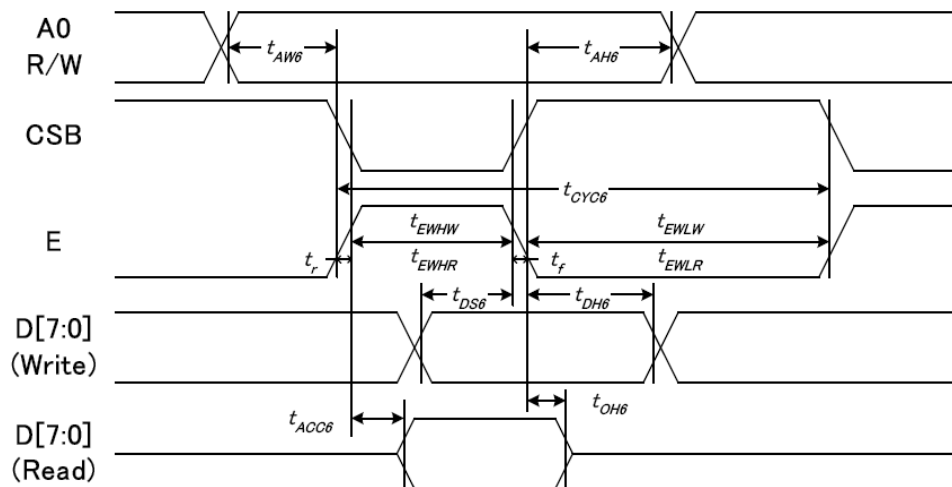 A0
R/W
t_AW6
t_AH6
CSB
t_CYC6
E
t_EWHW
t_EWLW
t_r
t_EWHR
t_f
t_EWLR
t_DS6
t_DH6
D[7:0]
(Write)
t_ACC6
t_OH6
D[7:0]
(Read)